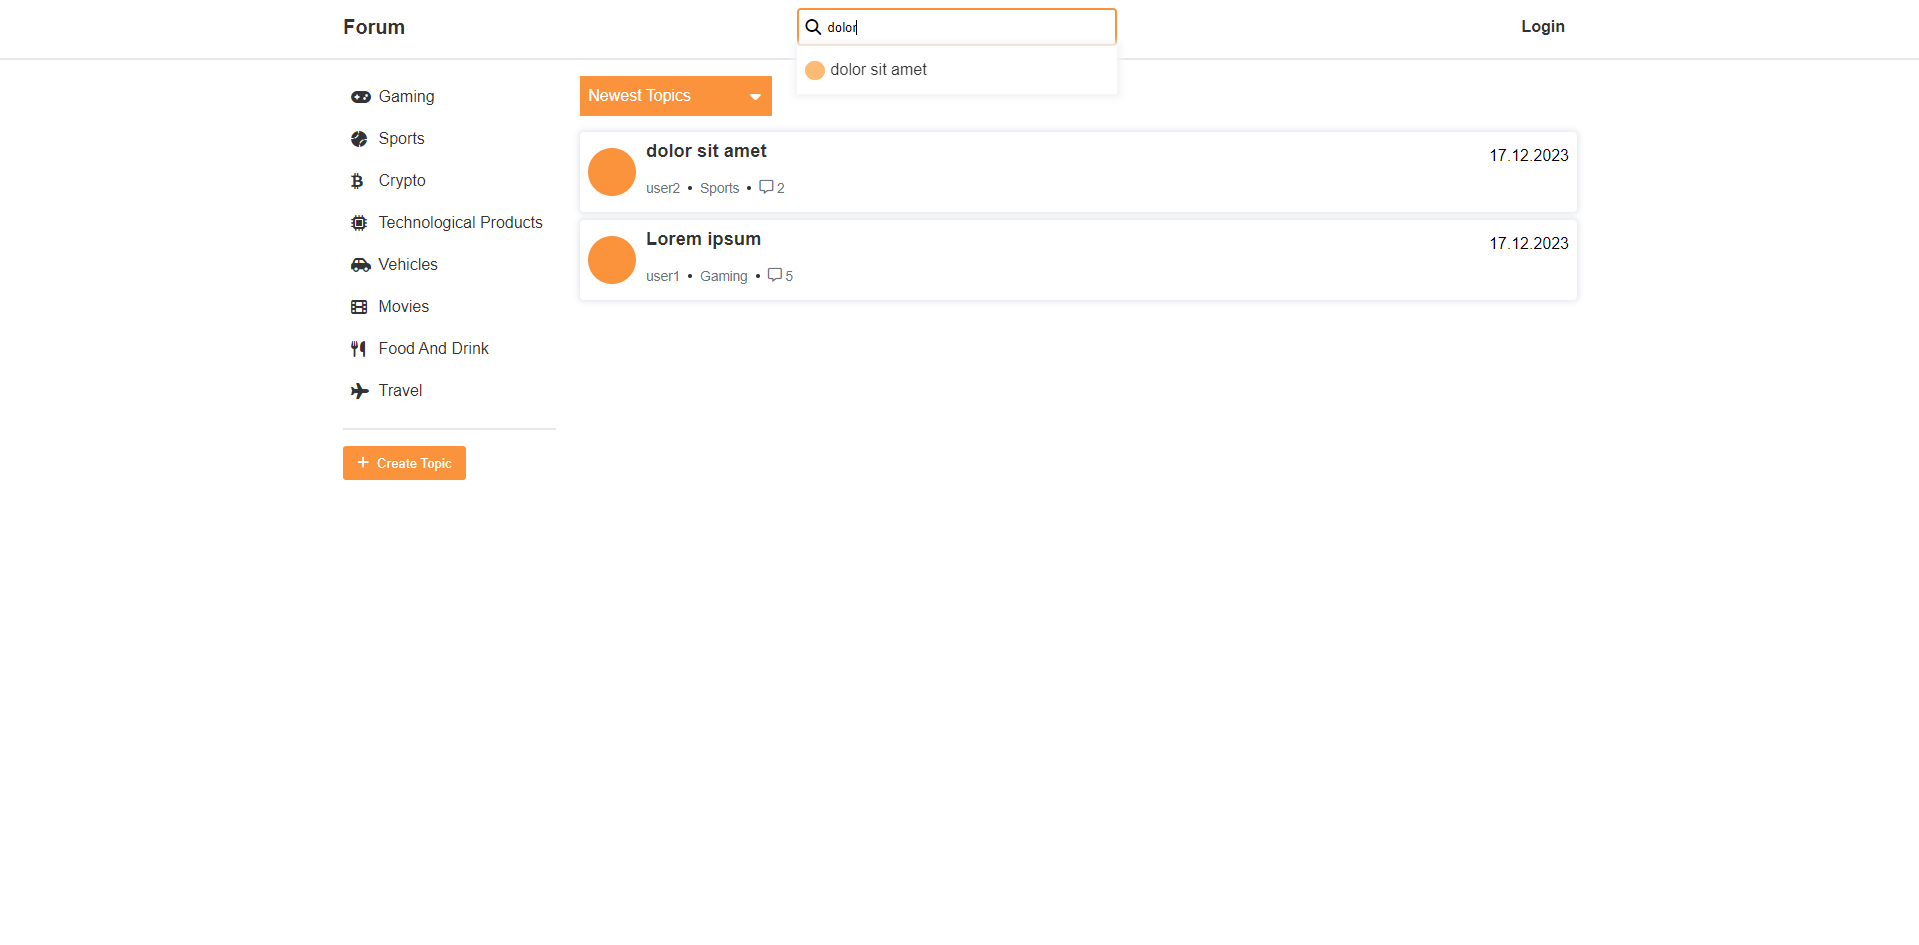 Forum
dolor
Login
dolor sit amet
Gaming
Sports
Crypto
Technological Products
Vehicles
Movies
Food And Drink
Travel
Create Topic
Newest Topics
dolor sit amet
17.12.2023
user2 • Sports • 2
Lorem ipsum
17.12.2023
user1 • Gaming • 5